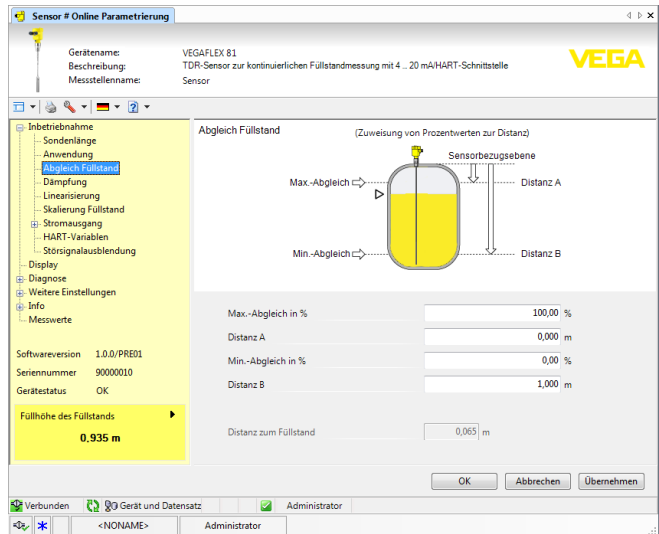 Sensor # Online Parametrierung
Gerätename: VEGAFLEX 81
Beschreibung: TDR-Sensor zur kontinuierlichen Füllstandmessung mit 4 .. 20 mA/HART-Schnittstelle
Messstellenname: Sensor
VEGA
Inbetriebnahme
Sondenlänge
Anwendung
Abgleich Füllstand
Dämpfung
Linearisierung
Skalierung Füllstand
Stromausgang
HART-Variablen
Störsignalausblendung
Display
Diagnose
Weitere Einstellungen
Info
Messwerte
Softwareversion 1.0.0/PRE01
Seriennummer 90000010
Gerätestatus OK
Füllhöhe des Füllstands
0,935 m
Abgleich Füllstand
(Zuweisung von Prozentwerten zur Distanz)
Sensorbezugsebene
Max.-Abgleich
Distanz A
Min.-Abgleich
Distanz B
Max.-Abgleich in % 100,00 %
Distanz A 0,000 m
Min.-Abgleich in % 0,00 %
Distanz B 1,000 m
Distanz zum Füllstand 0,065 m
OK Abbrechen Übernehmen
Verbunden Gerät und Datensatz Administrator
<NONAME> Administrator